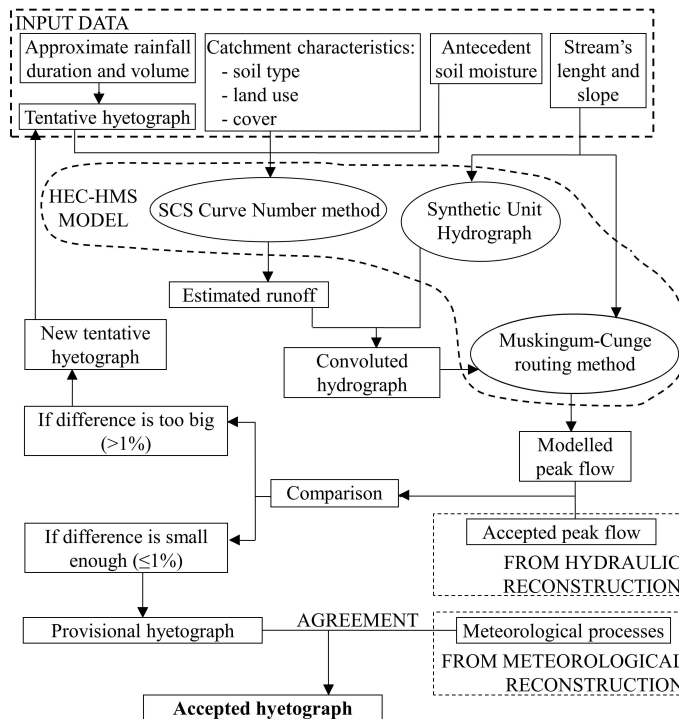 INPUT DATA
Approximate rainfall
duration and volume
Tentative hyetograph
Catchment characteristics:
- soil type
- land use
- cover
Antecedent
soil moisture
Stream's
lenght and
slope
HEC-HMS
MODEL
SCS Curve Number method
Synthetic Unit
Hydrograph
Estimated runoff
New tentative
hyetograph
Convoluted
hydrograph
Muskingum-Cunge
routing method
If difference is too big
(>1%)
Modelled
peak flow
Comparison
If difference is small
enough (≤1%)
Accepted peak flow
FROM HYDRAULIC
RECONSTRUCTION
Provisional hyetograph
AGREEMENT
Meteorological processes
FROM METEOROLOGICAL
RECONSTRUCTION
Accepted hyetograph